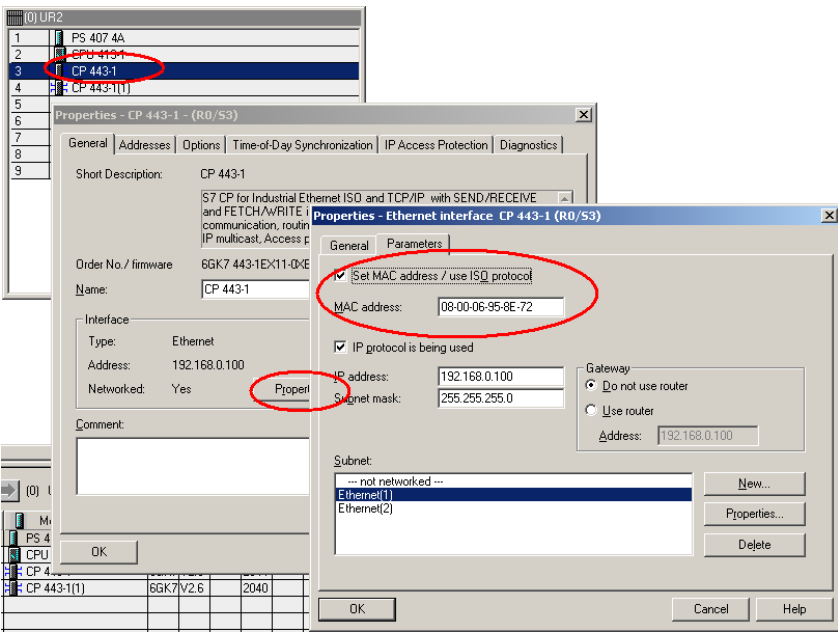 (0) UR2
1 PS 407 4A
2 CPU 413-1
3 CP 443-1
4 CP 443-1(1)
5
6
7
8
9
Properties - CP 443-1 - (R0/S3)
General Addresses Options Time-of-Day Synchronization IP Access Protection Diagnostics
Short Description: CP 443-1
S7 CP for Industrial Ethernet ISO and TCP/IP with SEND/RECEIVE
and FETCH/WRITE
communication,
IP multicast, Access
Order No./ firmware 6GK7 443-1EX11-0XE
Name: CP 443-1
Interface
Type: Ethernet
Address: 192.168.0.100
Networked: Yes Propert
Comment:
OK
Properties - Ethernet interface CP 443-1 (R0/S3)
General Parameters
Set MAC address / use ISO protocol
MAC address: 08-00-06-95-8E-72
IP protocol is being used
IP address: 192.168.0.100
Subnet mask: 255.255.255.0
Gateway
Do not use router
Use router
Address: 192.168.0.100
Subnet:
--- not networked ---
Ethernet(1)
Ethernet(2)
New...
Properties...
Delete
OK Cancel Help
(0)
PS 4
CPU
CP 4
CP 443-1(1) 6GK7 V2.6 2040